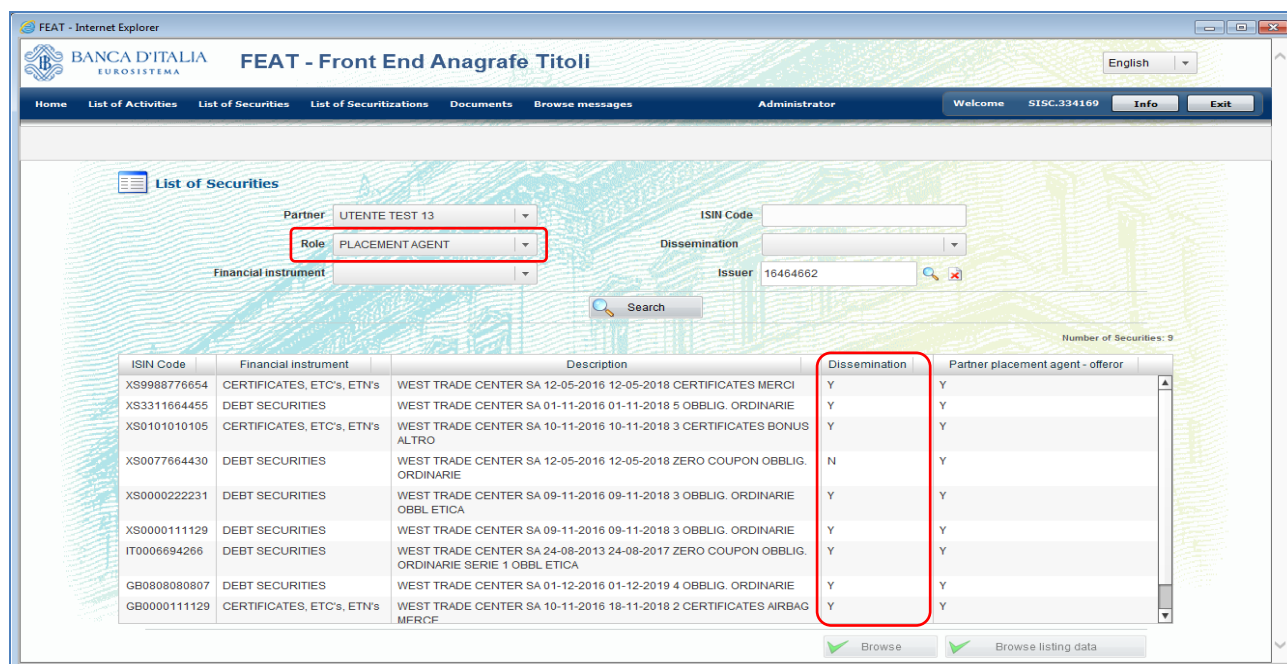 FEAT - Internet Explorer
BANCA D'ITALIA
EUROSISTEMA
FEAT - Front End Anagrafe Titoli
English
Home List of Activities List of Securities List of Securitizations Documents Browse messages Administrator Welcome SISC.334169 Info Exit
List of Securities
Partner UTENTE TEST 13 ISIN Code
Role PLACEMENT AGENT Dissemination
Financial instrument Issuer 16464662
Search
Number of Securities: 9
ISIN Code Financial instrument Description Dissemination Partner placement agent - offeror
XS9988776654 CERTIFICATES, ETC's, ETN's WEST TRADE CENTER SA 12-05-2016 12-05-2018 CERTIFICATES MERCI Y Y
XS3311664455 DEBT SECURITIES WEST TRADE CENTER SA 01-11-2016 01-11-2018 5 OBBLIG. ORDINARIE Y Y
XS0101010105 CERTIFICATES, ETC's, ETN's WEST TRADE CENTER SA 10-11-2016 10-11-2018 3 CERTIFICATES BONUS Y Y
ALTRO
XS0077664430 DEBT SECURITIES WEST TRADE CENTER SA 12-05-2016 12-05-2018 ZERO COUPON OBBLIG. N Y
ORDINARIE
XS0000222231 DEBT SECURITIES WEST TRADE CENTER SA 09-11-2016 09-11-2018 3 OBBLIG. ORDINARIE Y Y
OBBL ETICA
XS0000111129 DEBT SECURITIES WEST TRADE CENTER SA 09-11-2016 09-11-2018 3 OBBLIG. ORDINARIE Y Y
IT0006694266 DEBT SECURITIES WEST TRADE CENTER SA 24-08-2013 24-08-2017 ZERO COUPON OBBLIG. Y Y
ORDINARIE SERIE 1 OBBL ETICA
GB0808080807 DEBT SECURITIES WEST TRADE CENTER SA 01-12-2016 01-12-2019 4 OBBLIG. ORDINARIE Y Y
GB0000111129 CERTIFICATES, ETC's, ETN's WEST TRADE CENTER SA 10-11-2016 18-11-2018 2 CERTIFICATES AIRBAG Y Y
MERCE
Browse Browse listing data